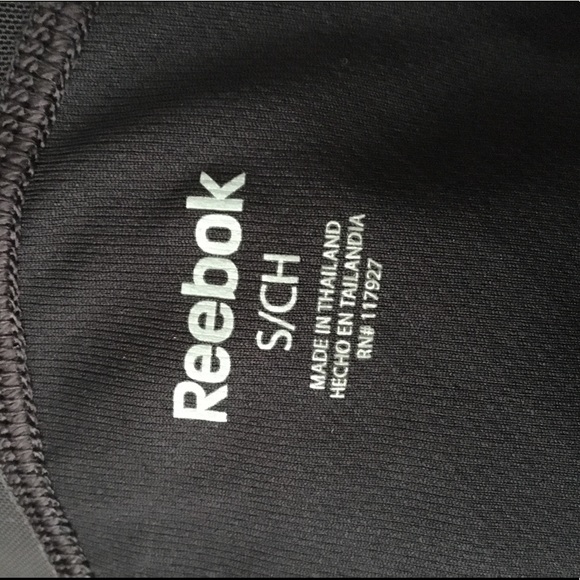 Reebok
S/CH
MADE IN THAILAND
HECHO EN TAILANDIA
RN# 117927